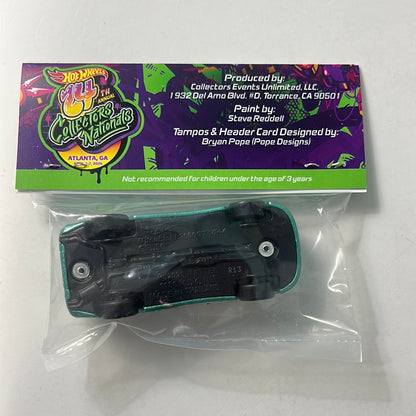 Hot Wheels
24TH
ANNUAL
Collectors
Nationals
ATLANTA, GA
Produced by:
Collectors Events Unlimited, LLC.
1932 Del Amo Blvd. #D, Torrance, CA 90501
Paint by:
Steve Reddell
Tampos & Header Card Designed by:
Bryan Pope (Pope Designs)
Not recommended for children under the age of 3 years
R13